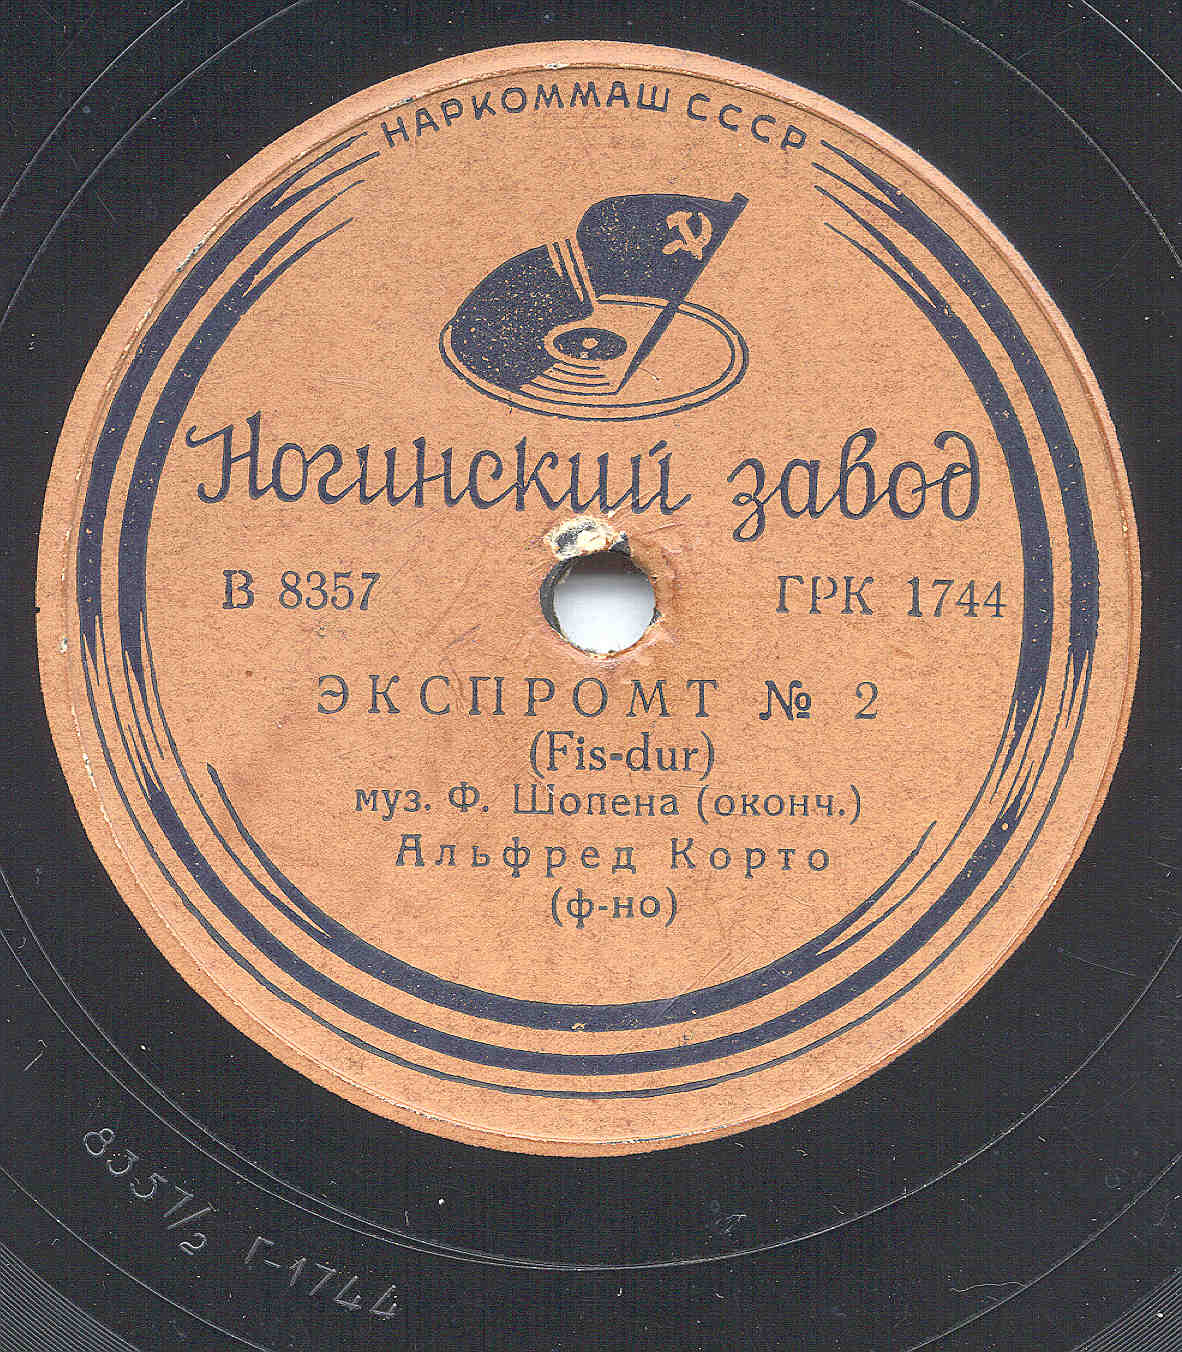 НАРКОММАШ СССР
Ногинский завод
В 8357 ГРК 1744
ЭКСПРОМТ № 2
(Fis-dur)
муз. Ф. Шопена (оконч.)
Альфред Корто
(ф-но)
8357/2 Г-1744